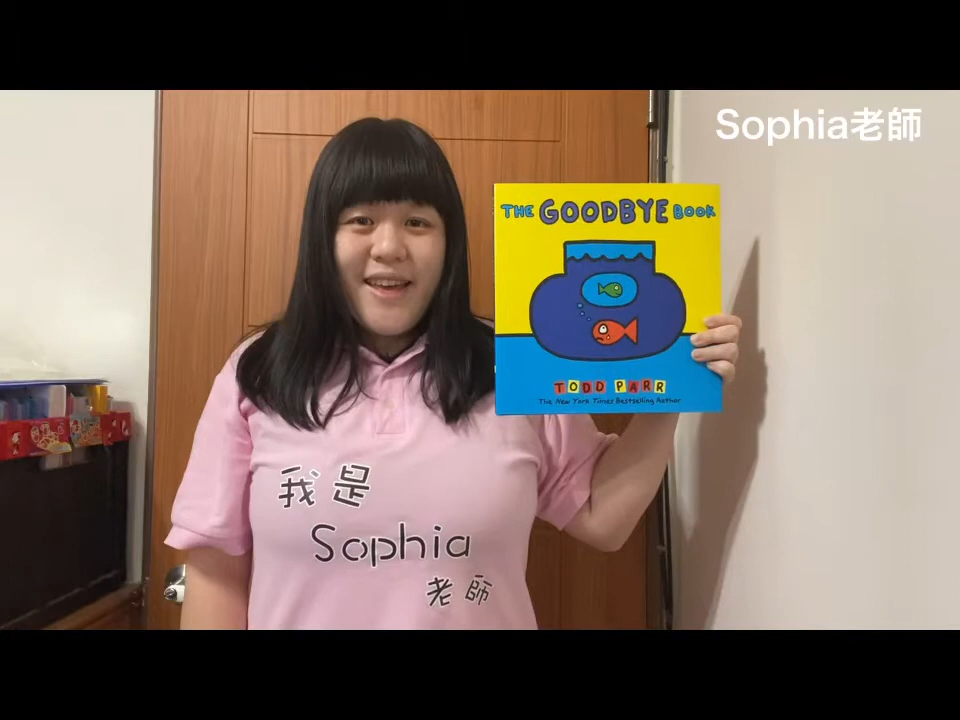 Sophia老師
THE GOODBYE BOOK
TODD PARR
The New York Times Bestselling Author
我是
Sophia
老師